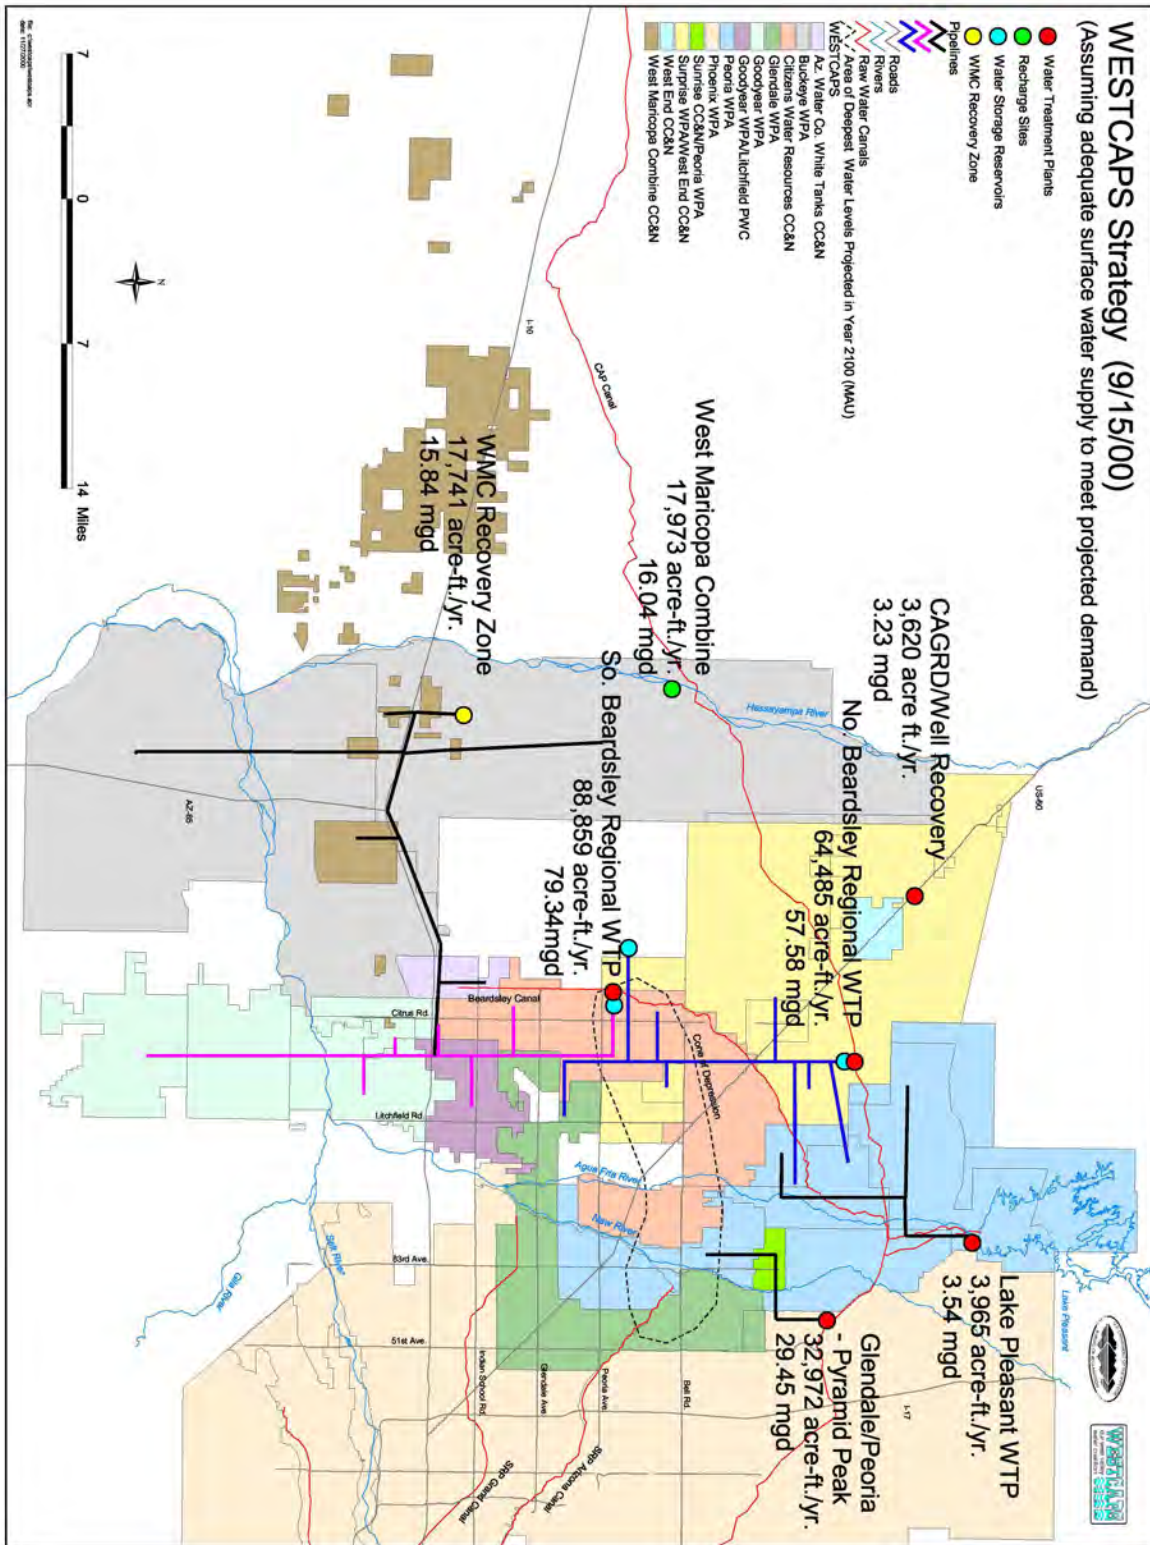 WESTCAPS Strategy (9/15/00)
(Assuming adequate surface water supply to meet projected demand)
Water Treatment Plants
Recharge Sites
Water Storage Reservoirs
WMC Recovery Zone
Pipelines
Roads
Rivers
Raw Water Canals
Area of Deepest Water Levels Projected in Year 2100 (MAU)
WESTCAPS
Az. Water Co. White Tanks CC&N
Buckeye WPA
Citizens Water Resources CC&N
Glendale WPA
Goodyear WPA
Goodyear WPA/Litchfield PWC
Peoria WPA
Phoenix WPA
Sunrise CC&N/Peoria WPA
Surprise WPA/West End CC&N
West End CC&N
West Maricopa Combine CC&N
CAGRD/Well Recovery
3,620 acre ft./yr.
3.23 mgd
No. Beardsley Regional WTP
64,485 acre-ft./yr.
57.58 mgd
Lake Pleasant WTP
3,965 acre-ft./yr.
3.54 mgd
Glendale/Peoria
- Pyramid Peak
32,972 acre-ft./yr.
29.45 mgd
West Maricopa Combine
17,973 acre-ft./yr.
16.04 mgd
So. Beardsley Regional WTP
88,859 acre-ft./yr.
79.34mgd
WMC Recovery Zone
17,741 acre-ft./yr.
15.84 mgd
US-60
Hassayampa River
CAP Canal
I-10
AZ-85
Lake Pleasant
I-17
Beardsley Canal
Citrus Rd.
Litchfield Rd.
Cone of Depression
Agua Fria River
New River
83rd Ave.
51st Ave.
Bell Rd.
Peoria Ave.
Glendale Ave.
Indian School Rd.
SRP Arizona Canal
SRP Grand Canal
Salt River
Gila River
N
7 0 7 14 Miles
WESTCAPS